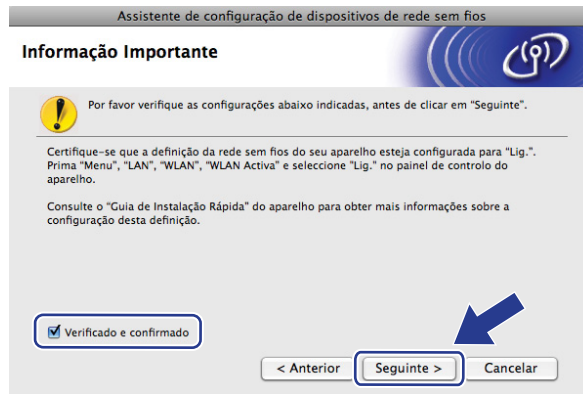 Assistente de configuração de dispositivos de rede sem fios
Informação Importante
Por favor verifique as configurações abaixo indicadas, antes de clicar em "Seguinte".
Certifique-se que a definição da rede sem fios do seu aparelho esteja configurada para "Lig.".
Prima "Menu", "LAN", "WLAN", "WLAN Activa" e seleccione "Lig." no painel de controlo do
aparelho.
Consulte o "Guia de Instalação Rápida" do aparelho para obter mais informações sobre a
configuração desta definição.
Verificado e confirmado
< Anterior
Seguinte >
Cancelar